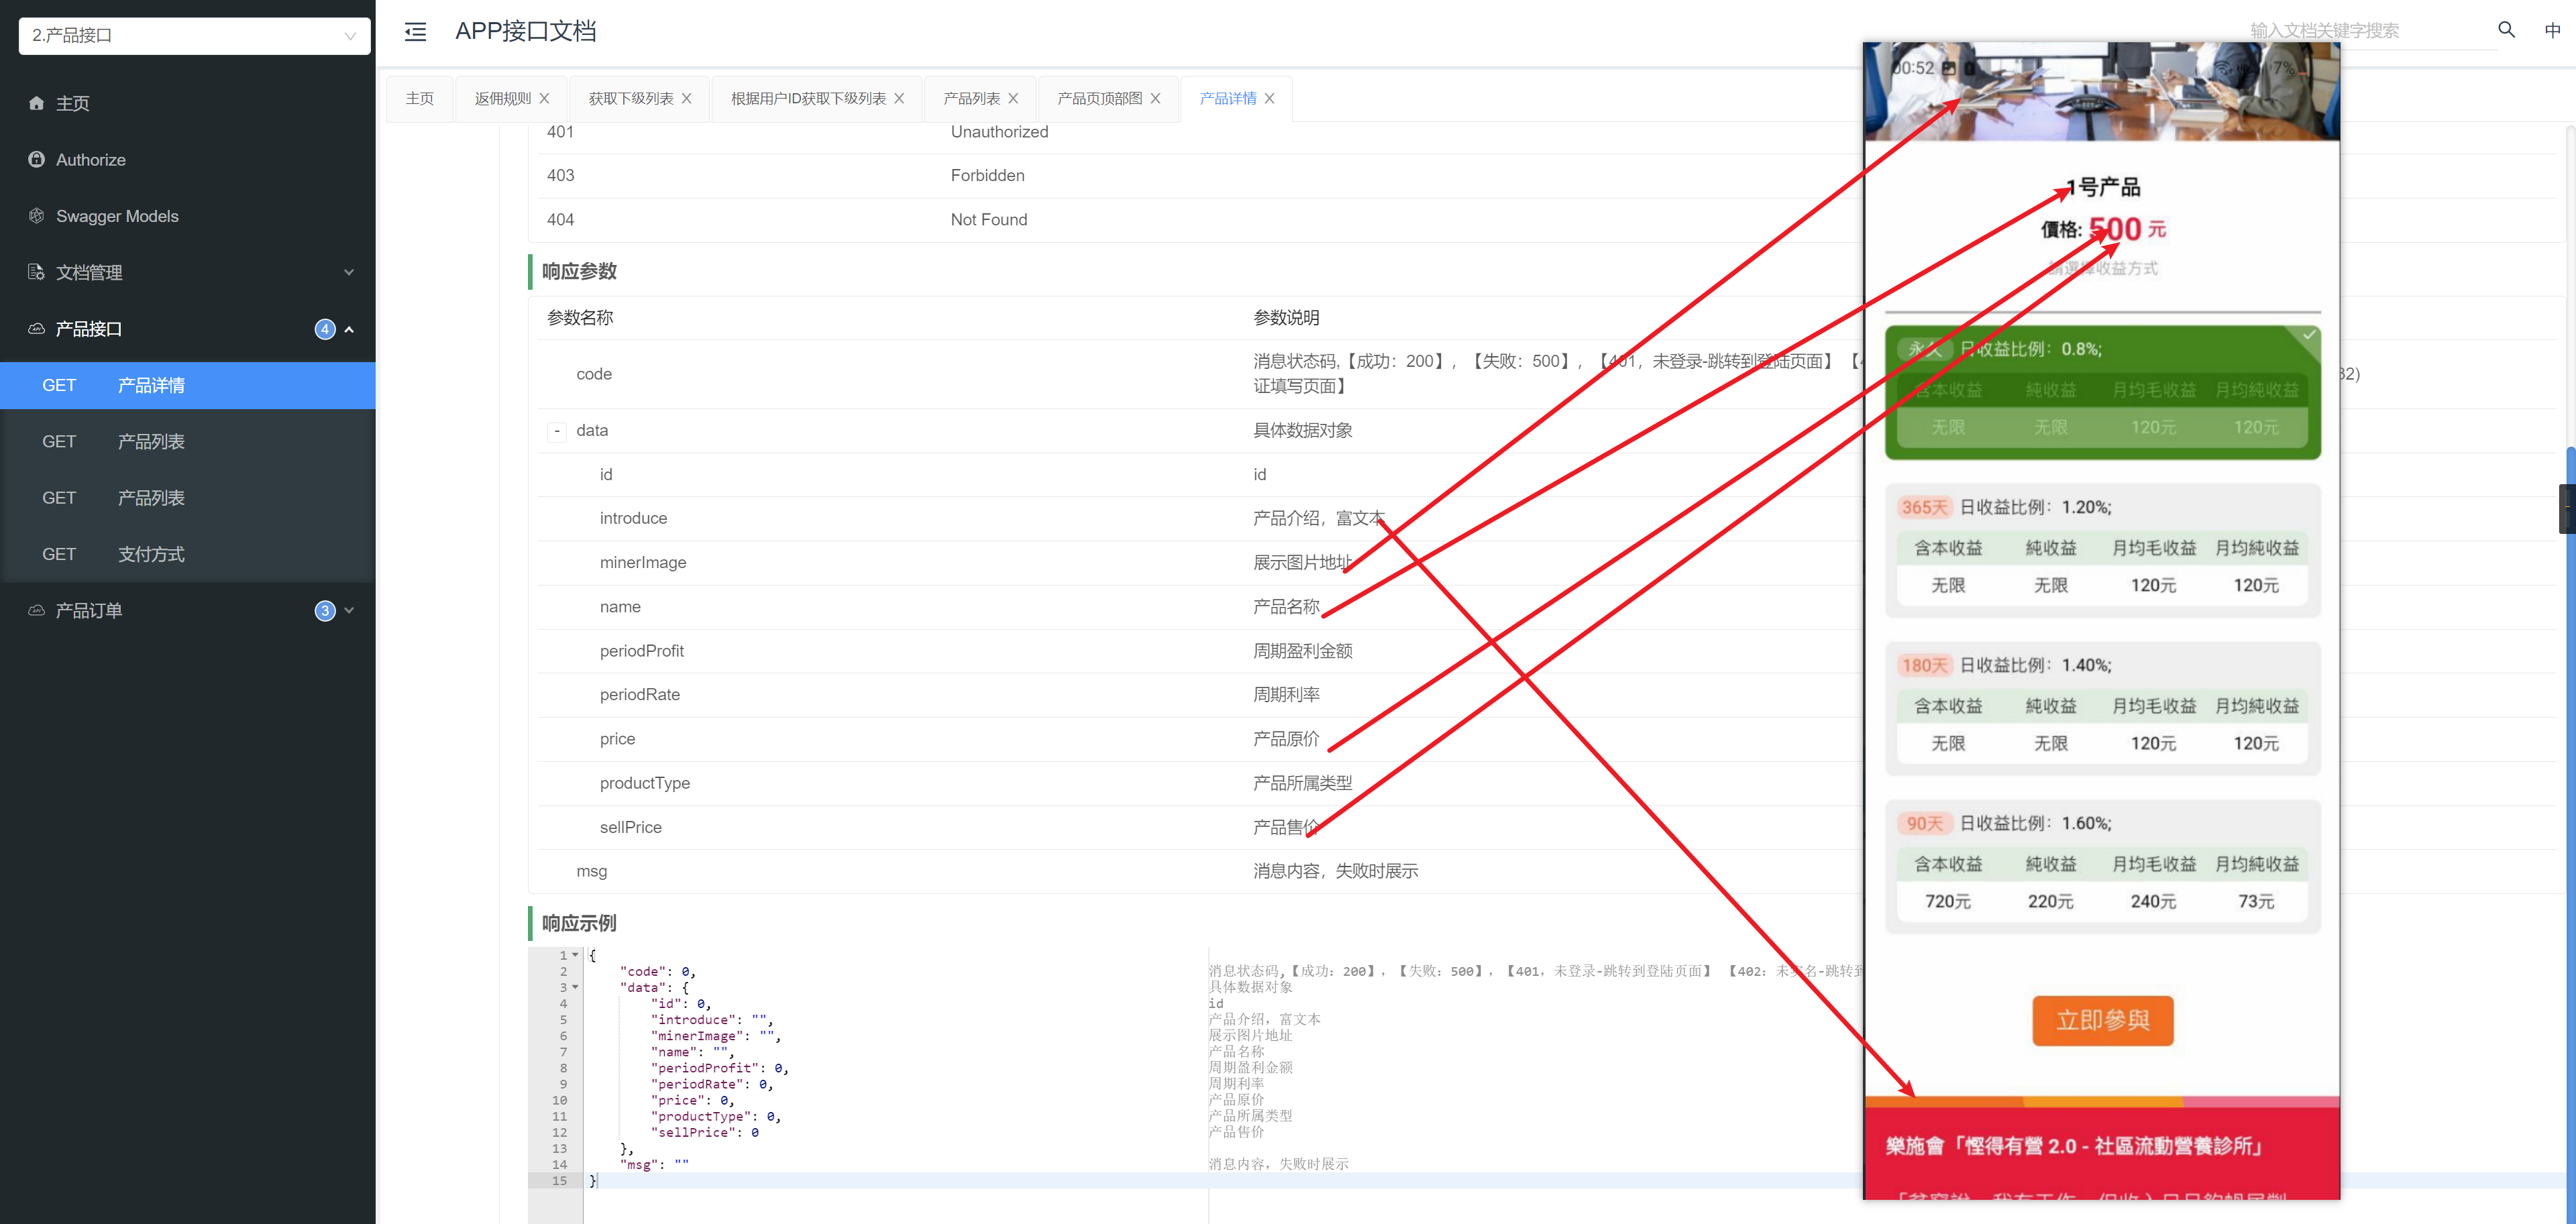 2.产品接口
APP接口文档
输入文档关键字搜索
中
主页
Authorize
Swagger Models
文档管理
产品接口
4
GET 产品详情
GET 产品列表
GET 产品列表
GET 支付方式
产品订单
3
主页
返佣规则
获取下级列表
根据用户ID获取下级列表
产品列表
产品页顶部图
产品详情
401 Unauthorized
403 Forbidden
404 Not Found
响应参数
参数名称 参数说明
code 消息状态码,【成功：200】，【失败：500】，【401，未登录-跳转到登陆页面】【4
证填写页面】
32)
- data 具体数据对象
id id
introduce 产品介绍，富文本
minerImage 展示图片地址
name 产品名称
periodProfit 周期盈利金额
periodRate 周期利率
price 产品原价
productType 产品所属类型
sellPrice 产品售价
msg 消息内容，失败时展示
响应示例
1 {
2 "code": 0, 消息状态码,【成功：200】，【失败：500】，【401，未登录-跳转到登陆页面】 【402：未实名-跳转到
3 "data": { 具体数据对象
4 "id": 0, id
5 "introduce": "", 产品介绍，富文本
6 "minerImage": "", 展示图片地址
7 "name": "", 产品名称
8 "periodProfit": 0, 周期盈利金额
9 "periodRate": 0, 周期利率
10 "price": 0, 产品原价
11 "productType": 0, 产品所属类型
12 "sellPrice": 0 产品售价
13 },
14 "msg": "" 消息内容，失败时展示
15 }
00:52
7%
1号产品
價格: 500 元
請選擇收益方式
永久 日收益比例：0.8%;
含本收益 純收益 月均毛收益 月均純收益
无限 无限 120元 120元
365天 日收益比例：1.20%;
含本收益 純收益 月均毛收益 月均純收益
无限 无限 120元 120元
180天 日收益比例：1.40%;
含本收益 純收益 月均毛收益 月均純收益
无限 无限 120元 120元
90天 日收益比例：1.60%;
含本收益 純收益 月均毛收益 月均純收益
720元 220元 240元 73元
立即參與
樂施會「慳得有營 2.0 - 社區流動營養診所」